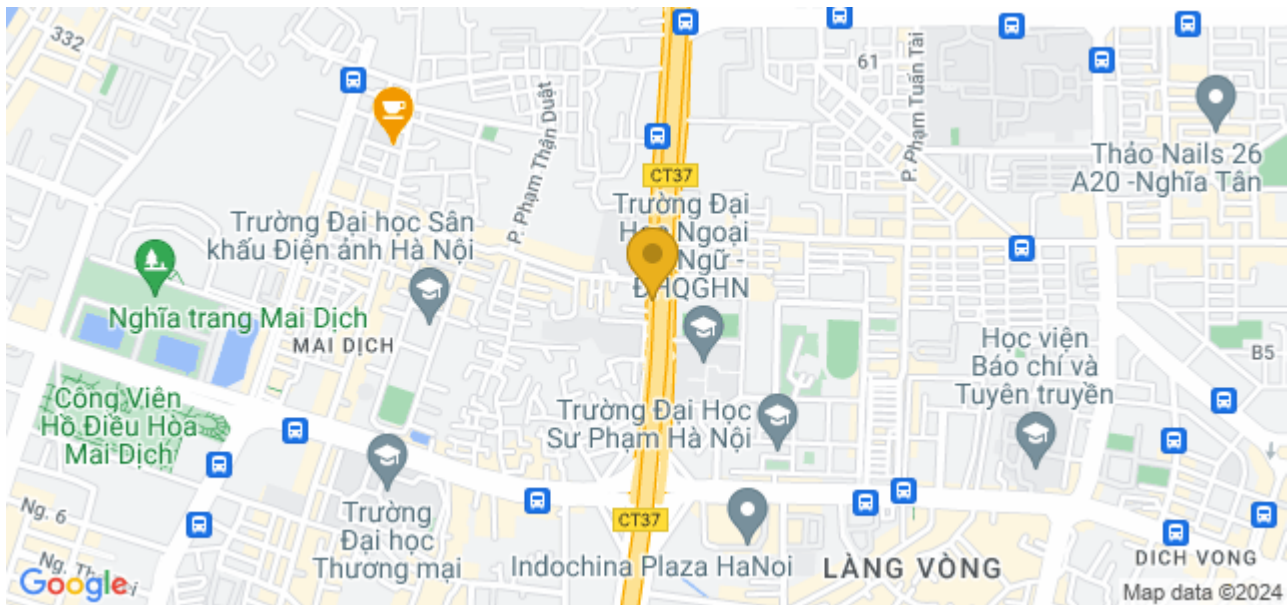 332
61
P. Phạm Tuấn Tài
P. Phạm Thận Duật
CT37
Thảo Nails 26
A20 -Nghĩa Tân
Trường Đại học Sân
khấu Điện ảnh Hà Nội
Trường Đại
Ngoại
Ngữ -
ĐHQGHN
Nghĩa trang Mai Dịch
MAI DỊCH
Học viện
Báo chí và
Tuyên truyền
B5
Công Viên
Hồ Điều Hòa
Mai Dịch
Trường Đại Học
Sư Phạm Hà Nội
Ng. 6
Trường
Đại học
Thương mại
CT37
Indochina Plaza HaNoi
LÀNG VÒNG
DICH VONG
Google
Map data ©2024